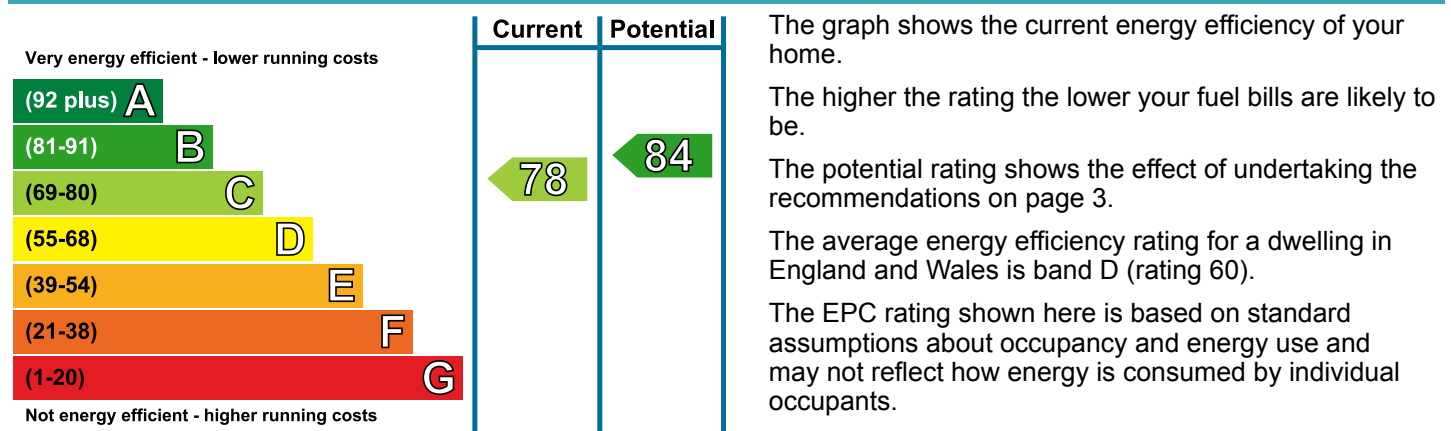 Current Potential
Very energy efficient - lower running costs
(92 plus) A
(81-91) B
(69-80) C
(55-68) D
(39-54) E
(21-38) F
(1-20) G
Not energy efficient - higher running costs
78
84
The graph shows the current energy efficiency of your
home.
The higher the rating the lower your fuel bills are likely to
be.
The potential rating shows the effect of undertaking the
recommendations on page 3.
The average energy efficiency rating for a dwelling in
England and Wales is band D (rating 60).
The EPC rating shown here is based on standard
assumptions about occupancy and energy use and
may not reflect how energy is consumed by individual
occupants.